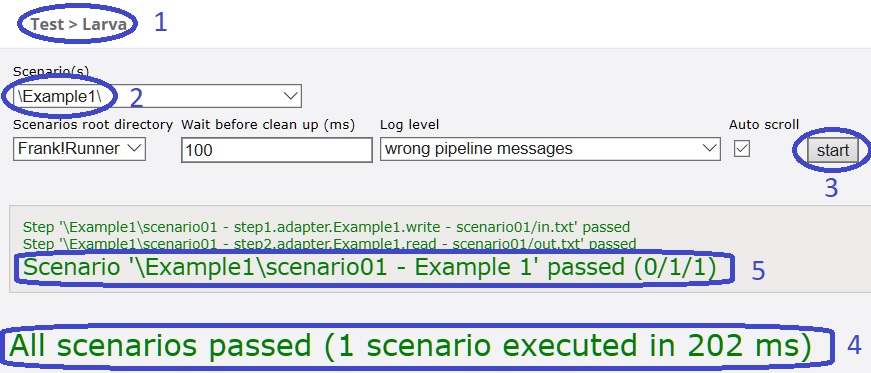 Test > Larva 1
Scenario(s)
\Example1\ 2
Scenarios root directory Wait before clean up (ms) Log level Auto scroll
Frank!Runner 100 wrong pipeline messages start
3
Step '\Example1\scenario01 - step1.adapter.Example1.write - scenario01/in.txt' passed
Step '\Example1\scenario01 - step2.adapter.Example1.read - scenario01/out.txt' passed
Scenario '\Example1\scenario01 - Example 1' passed (0/1/1) 5
All scenarios passed (1 scenario executed in 202 ms) 4